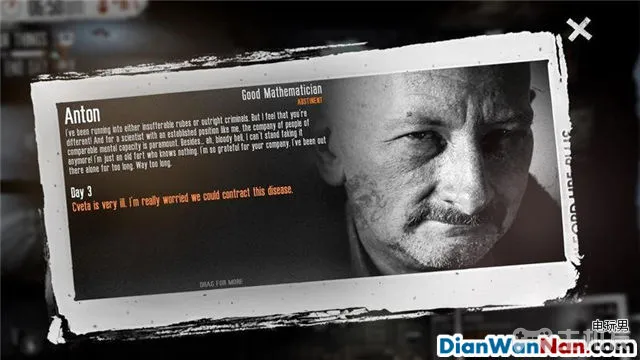 Good Mathematician
ABSTINENT
Anton
I've been running into either insufferable rubes or outright criminals. But I feel that you're
different! And for a scientist with an established position like me, the company of people of
comparable mental capacity is paramount. Besides... ah, bloody hell, I can't stand faking it
anymore! I'm just an old fart who knows nothing. I'm so grateful for your company. I've been out
there alone for too long. Way too long.
Day 3
Cveta is very ill. I'm really worried we could contract this disease.
DRAG FOR MORE
电玩男
DianWanNan.com